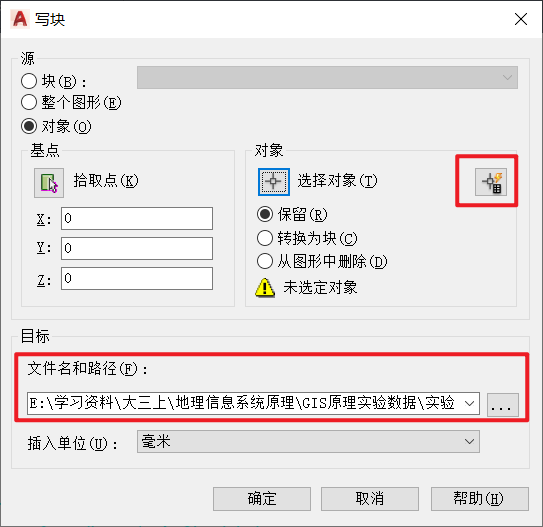 写块
源
块(B):
整个图形(E)
对象(O)
基点
拾取点(K)
X: 0
Y: 0
Z: 0
对象
选择对象(T)
保留(R)
转换为块(C)
从图形中删除(D)
未选定对象
目标
文件名和路径(F):
E:\学习资料\大三上\地理信息系统原理\GIS原理实验数据\实验
...
插入单位(U): 毫米
确定 取消 帮助(H)